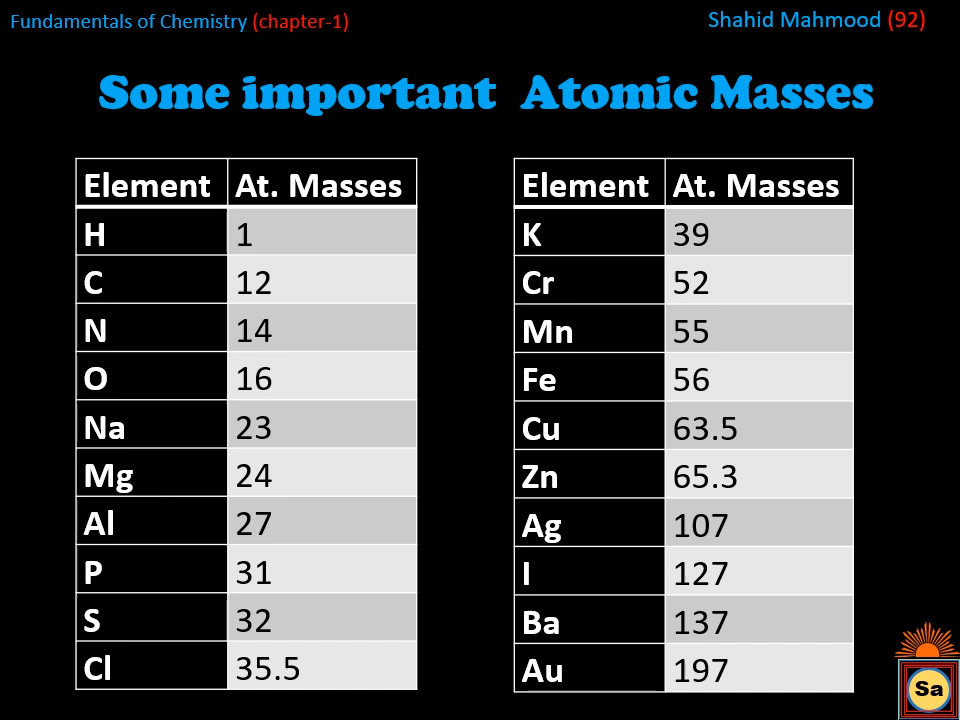 Fundamentals of Chemistry (chapter-1)
Shahid Mahmood (92)
Some important Atomic Masses
Element At. Masses
H 1
C 12
N 14
O 16
Na 23
Mg 24
Al 27
P 31
S 32
Cl 35.5
Element At. Masses
K 39
Cr 52
Mn 55
Fe 56
Cu 63.5
Zn 65.3
Ag 107
I 127
Ba 137
Au 197
Sa